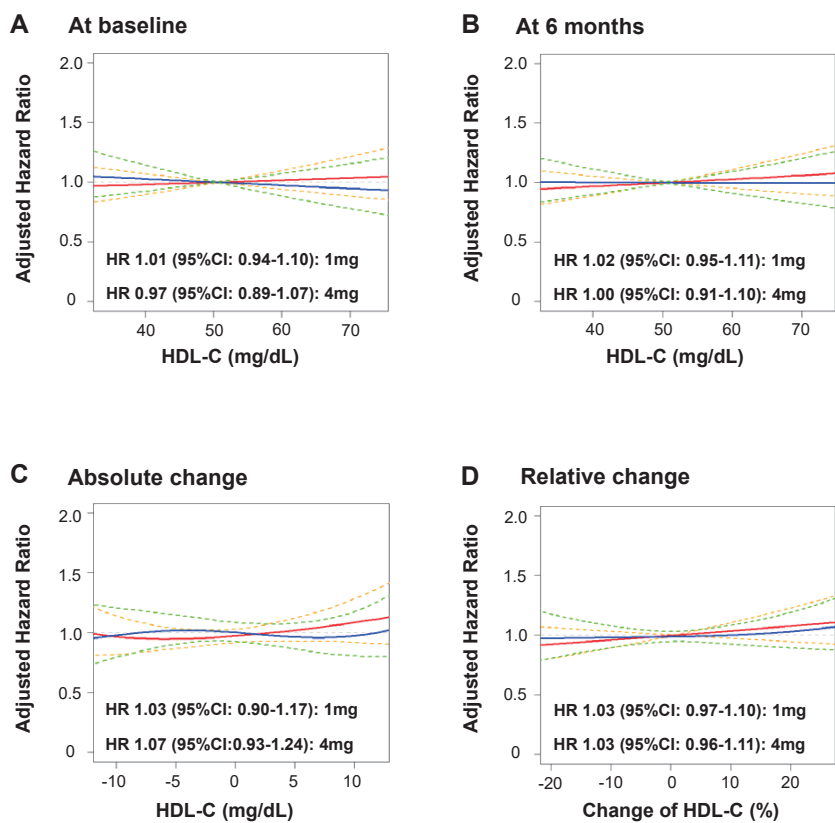 A At baseline
2.0
1.5
1.0
0.5
0
Adjusted Hazard Ratio
HR 1.01 (95%CI: 0.94-1.10): 1mg
HR 0.97 (95%CI: 0.89-1.07): 4mg
40 50 60 70
HDL-C (mg/dL)
B At 6 months
2.0
1.5
1.0
0.5
0
Adjusted Hazard Ratio
HR 1.02 (95%CI: 0.95-1.11): 1mg
HR 1.00 (95%CI: 0.91-1.10): 4mg
40 50 60 70
HDL-C (mg/dL)
C Absolute change
2.0
1.5
1.0
0.5
0
Adjusted Hazard Ratio
HR 1.03 (95%CI: 0.90-1.17): 1mg
HR 1.07 (95%CI:0.93-1.24): 4mg
-10 -5 0 5 10
HDL-C (mg/dL)
D Relative change
2.0
1.5
1.0
0.5
0
Adjusted Hazard Ratio
HR 1.03 (95%CI: 0.97-1.10): 1mg
HR 1.03 (95%CI: 0.96-1.11): 4mg
-20 -10 0 10 20
Change of HDL-C (%)